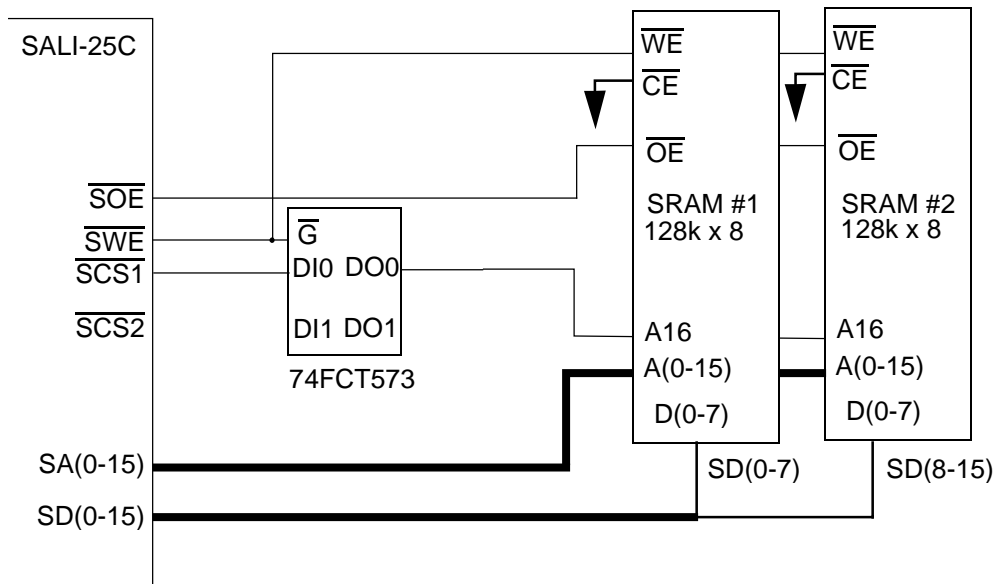 SALI-25C
SOE
SWE
SCS1
SCS2
SA(0-15)
SD(0-15)
G
DI0 DO0
DI1 DO1
74FCT573
WE
CE
OE
SRAM #1
128k x 8
A16
A(0-15)
D(0-7)
SD(0-7)
WE
CE
OE
SRAM #2
128k x 8
A16
A(0-15)
D(0-7)
SD(8-15)